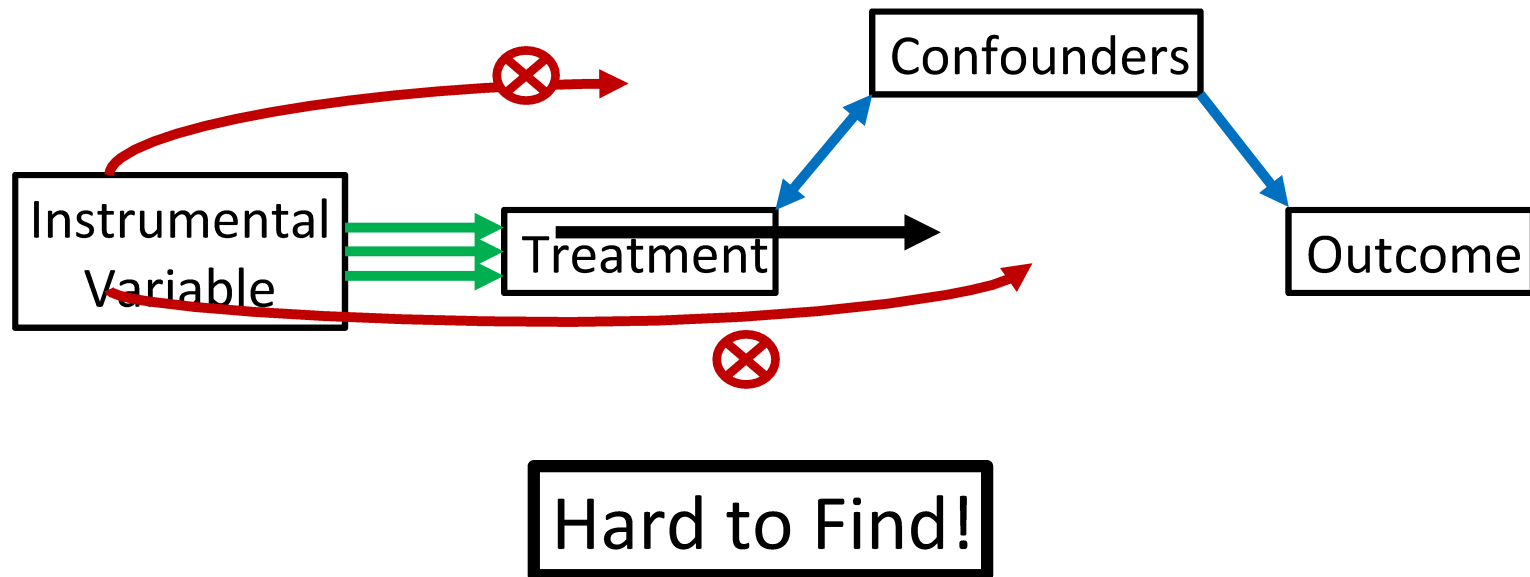 Confounders
Instrumental
Variable
Treatment
Outcome
Hard to Find!